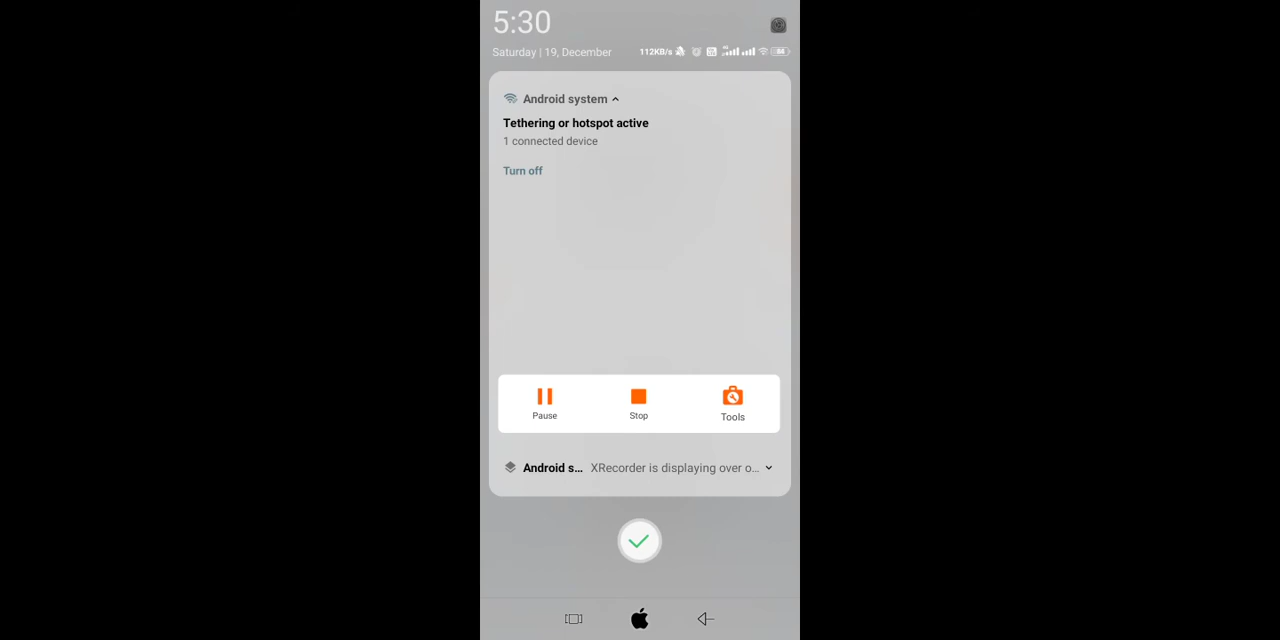 5:30
Saturday | 19, December 112KB/s
Android system
Tethering or hotspot active
1 connected device
Turn off
Pause Stop Tools
Android s... XRecorder is displaying over o...